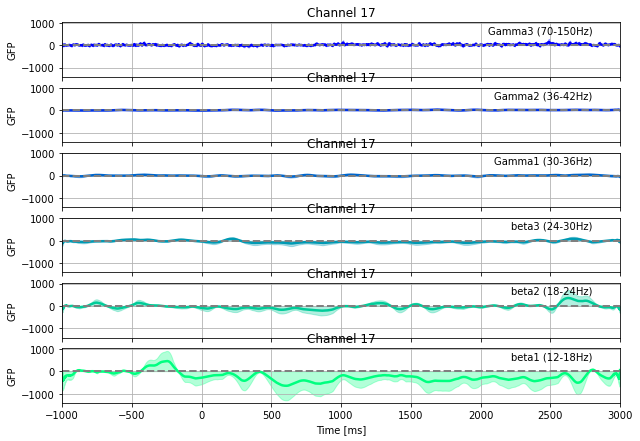 Channel 17
1000
0
−1000
GFP
Gamma3 (70-150Hz)
Channel 17
1000
0
−1000
GFP
Gamma2 (36-42Hz)
Channel 17
1000
0
−1000
GFP
Gamma1 (30-36Hz)
Channel 17
1000
0
−1000
GFP
beta3 (24-30Hz)
Channel 17
1000
0
−1000
GFP
beta2 (18-24Hz)
Channel 17
1000
0
−1000
GFP
beta1 (12-18Hz)
−1000 −500 0 500 1000 1500 2000 2500 3000
Time [ms]